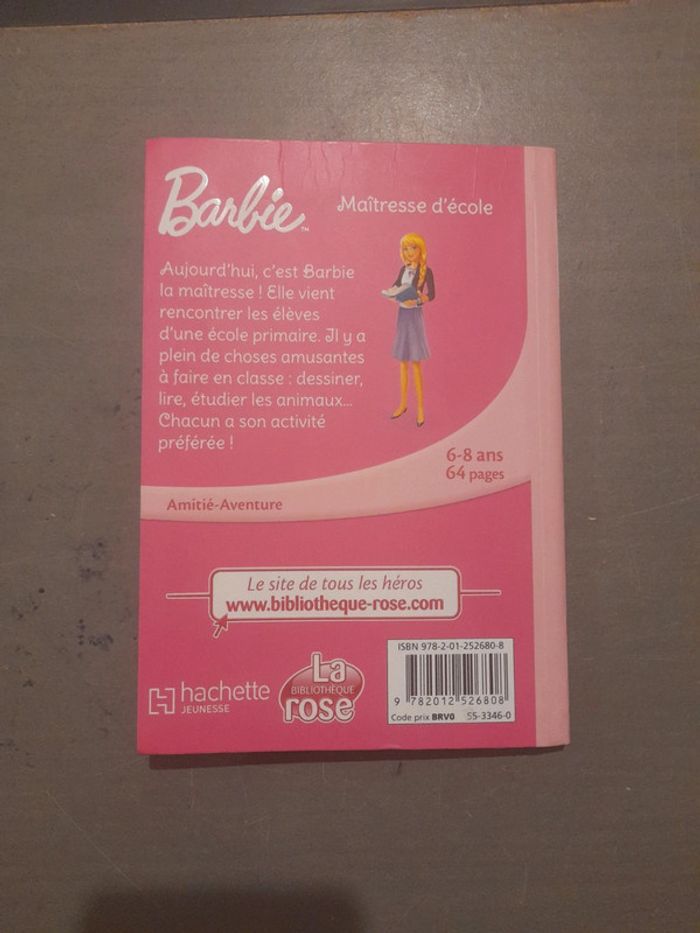 Barbie™
Maîtresse d'école
Aujourd'hui, c'est Barbie
la maîtresse ! Elle vient
rencontrer les élèves
d'une école primaire. Il y a
plein de choses amusantes
à faire en classe : dessiner,
lire, étudier les animaux...
Chacun a son activité
préférée !
6-8 ans
64 pages
Amitié-Aventure
Le site de tous les héros
www.bibliotheque-rose.com
hachette
JEUNESSE
La
BIBLIOTHÈQUE
rose
ISBN 978-2-01-252680-8
9 782012 526808
Code prix BRV0 55-3346-0